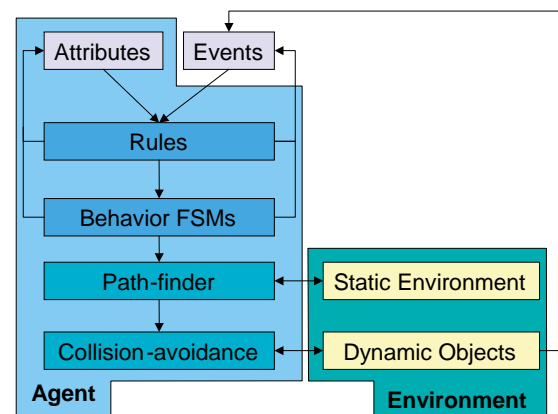 Attributes
Events
Rules
Behavior FSMs
Path-finder
Static Environment
Collision-avoidance
Dynamic Objects
Agent
Environment